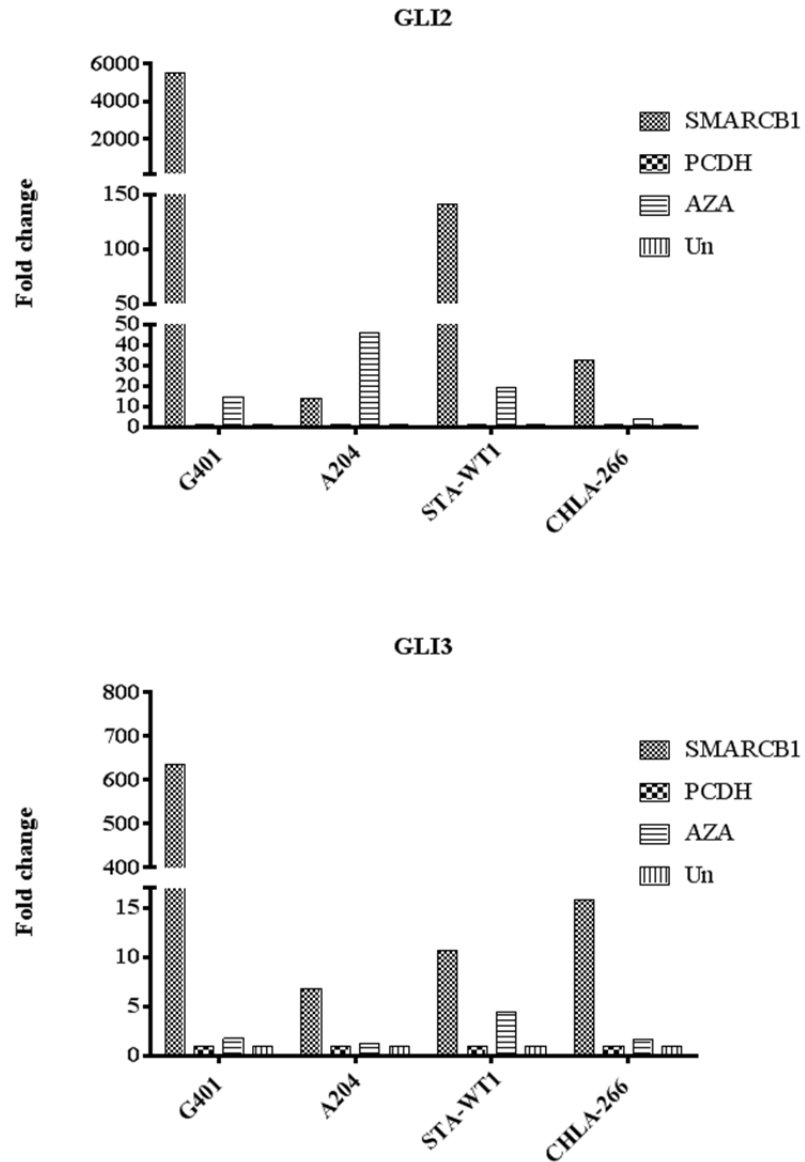 GLI2
Fold change
6000
4000
2000
150
100
50
50
40
30
20
10
0
G401
A204
STA-WT1
CHLA-266
SMARCB1
PCDH
AZA
Un
GLI3
Fold change
800
700
600
500
400
15
10
5
0
G401
A204
STA-WT1
CHLA-266
SMARCB1
PCDH
AZA
Un